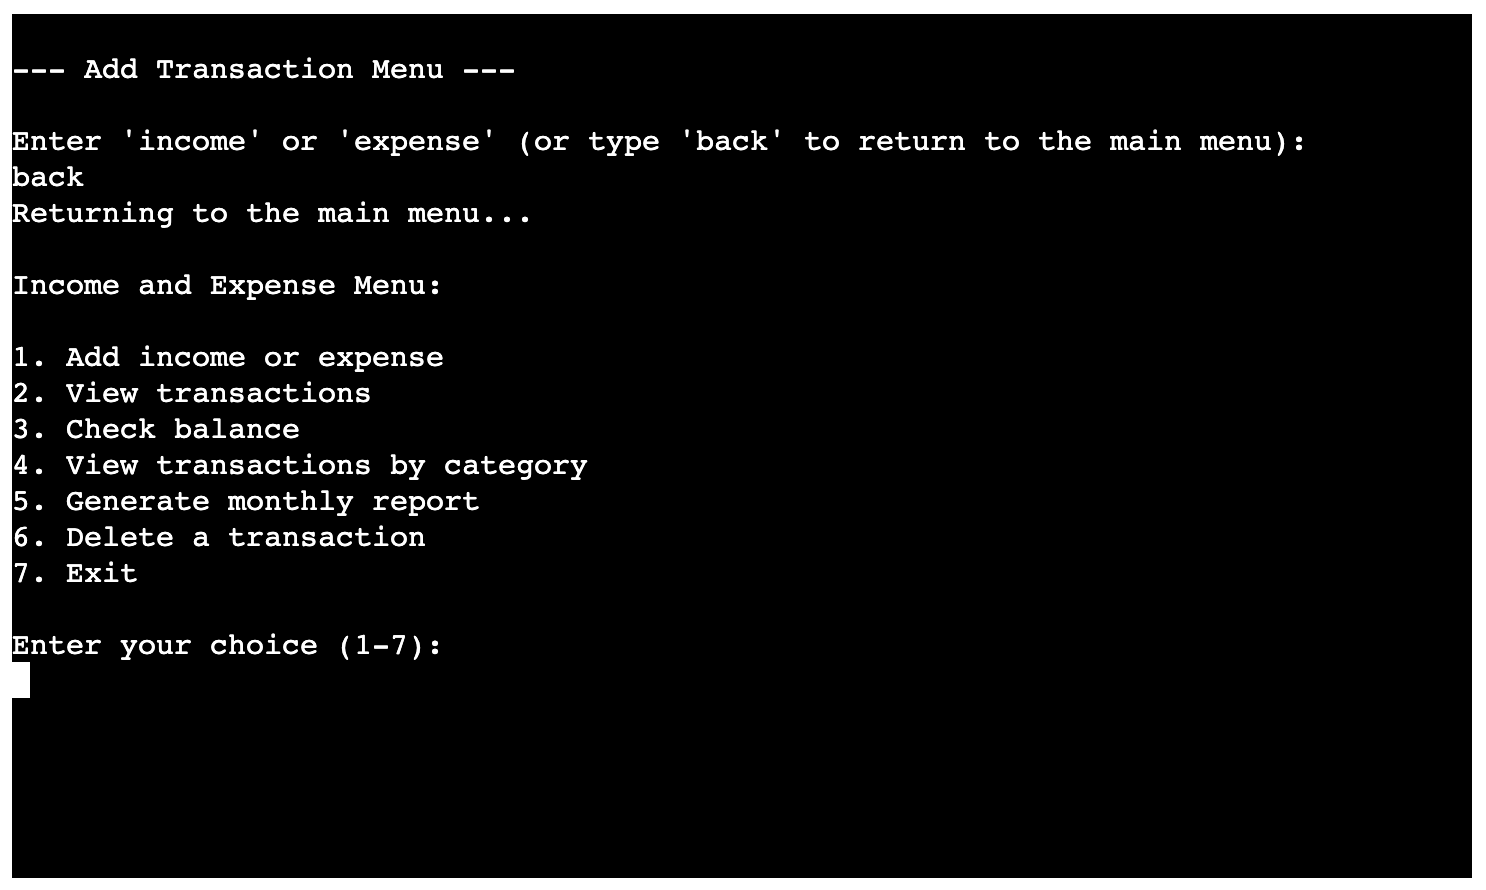 --- Add Transaction Menu ---
Enter 'income' or 'expense' (or type 'back' to return to the main menu):
back
Returning to the main menu...
Income and Expense Menu:
1. Add income or expense
2. View transactions
3. Check balance
4. View transactions by category
5. Generate monthly report
6. Delete a transaction
7. Exit
Enter your choice (1-7):